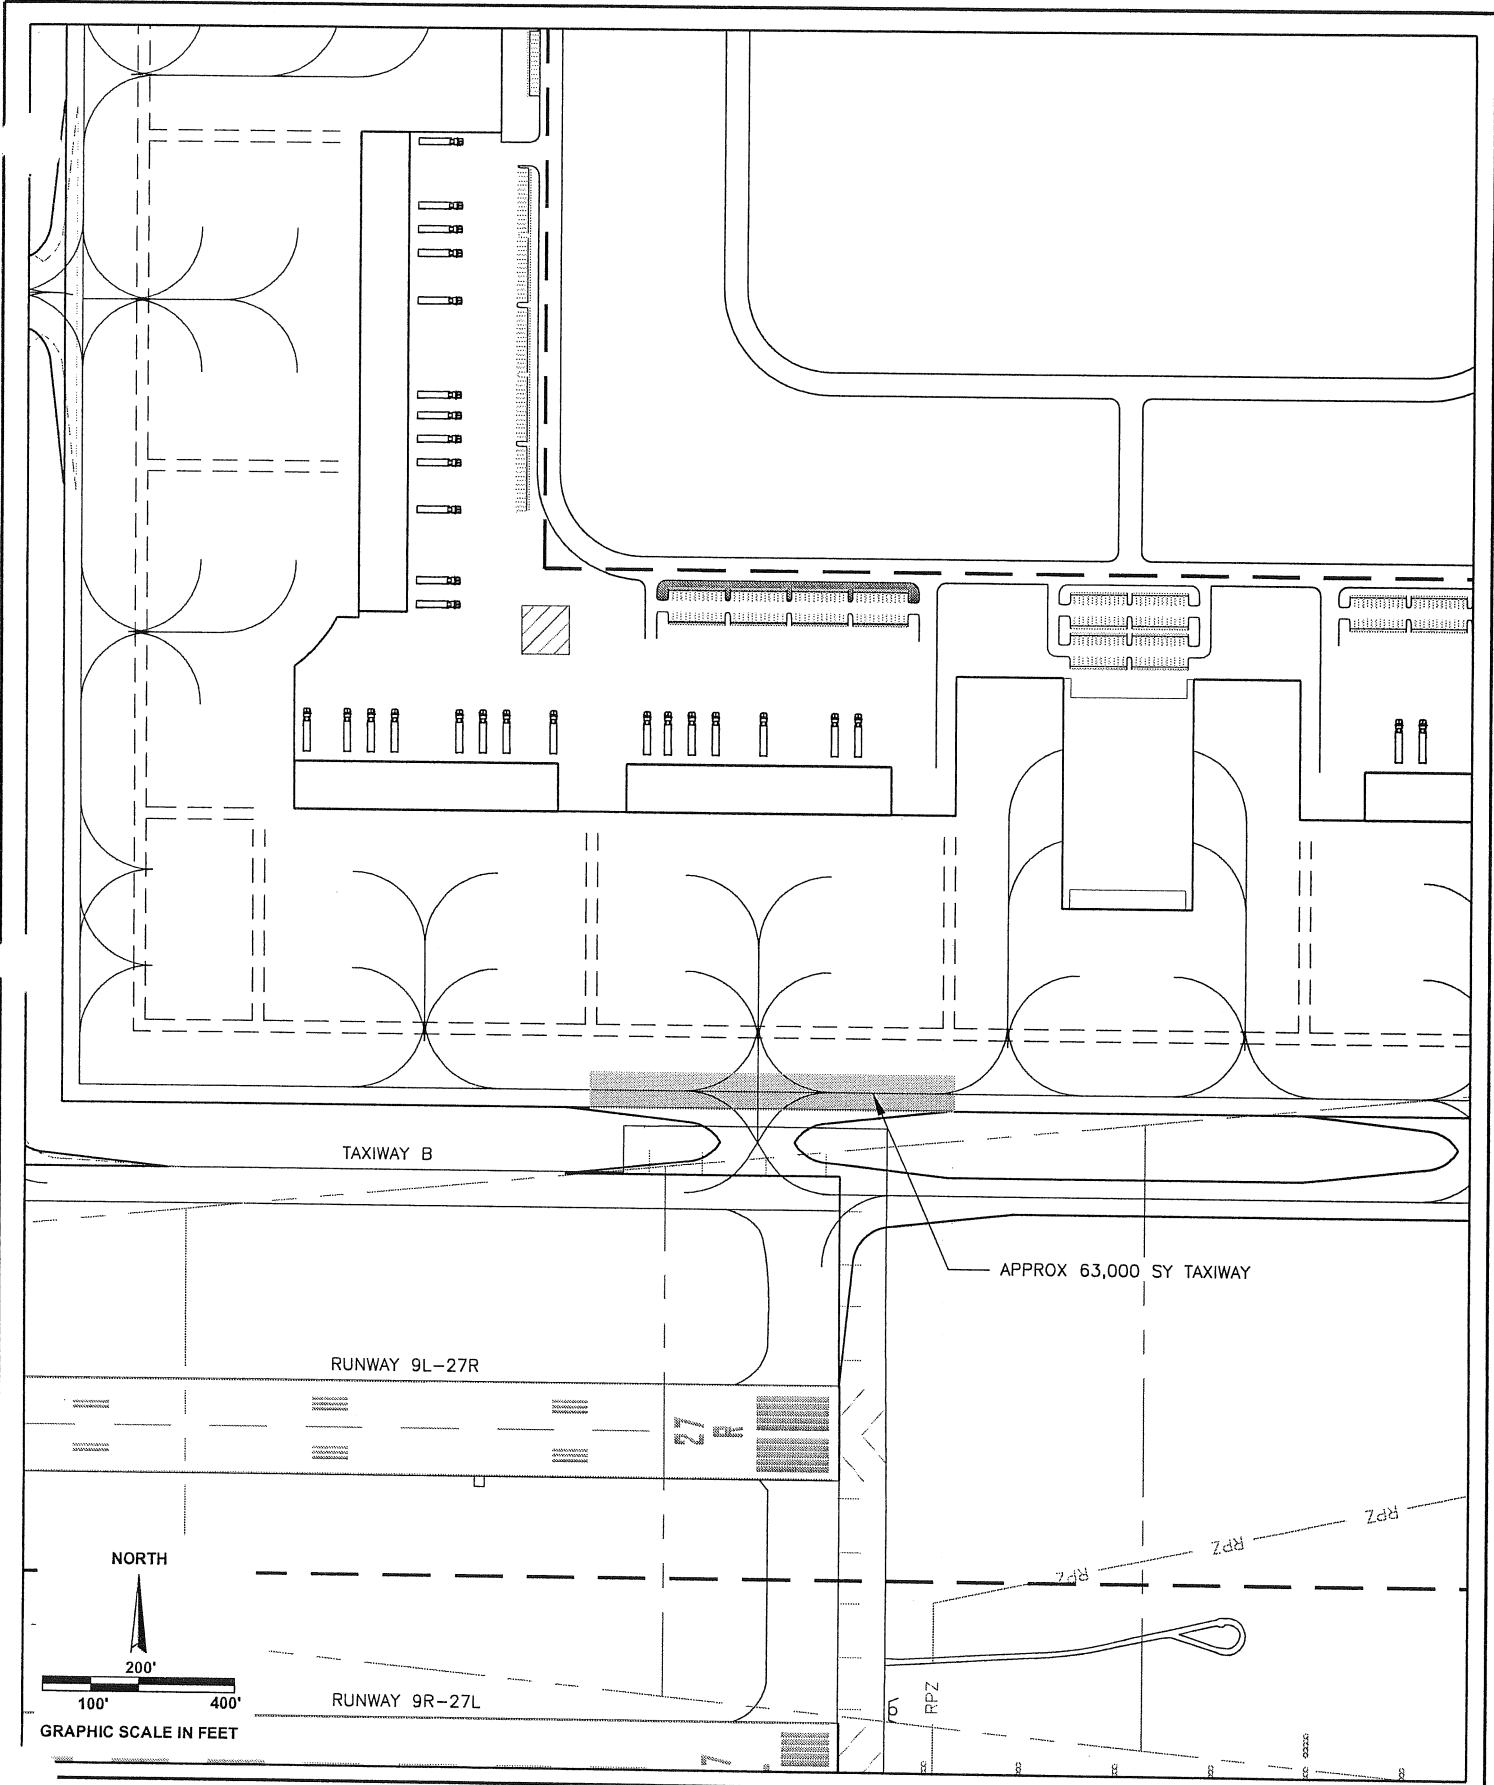 TAXIWAY B
APPROX 63,000 SY TAXIWAY
RUNWAY 9L-27R
27
R
RPZ
RPZ
RPZ
NORTH
200'
100' 400'
GRAPHIC SCALE IN FEET
RUNWAY 9R-27L
RPZ
7